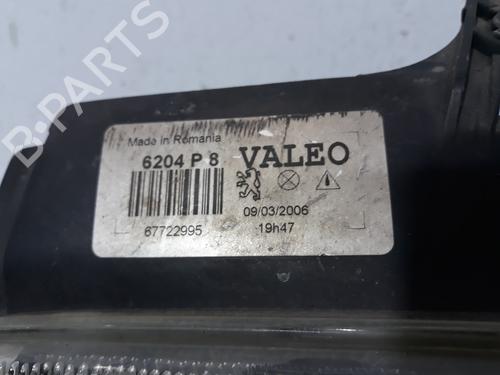 B-PARTS
Made in Romania
6204 P 8
VALEO
67722995
09/03/2006
19h47